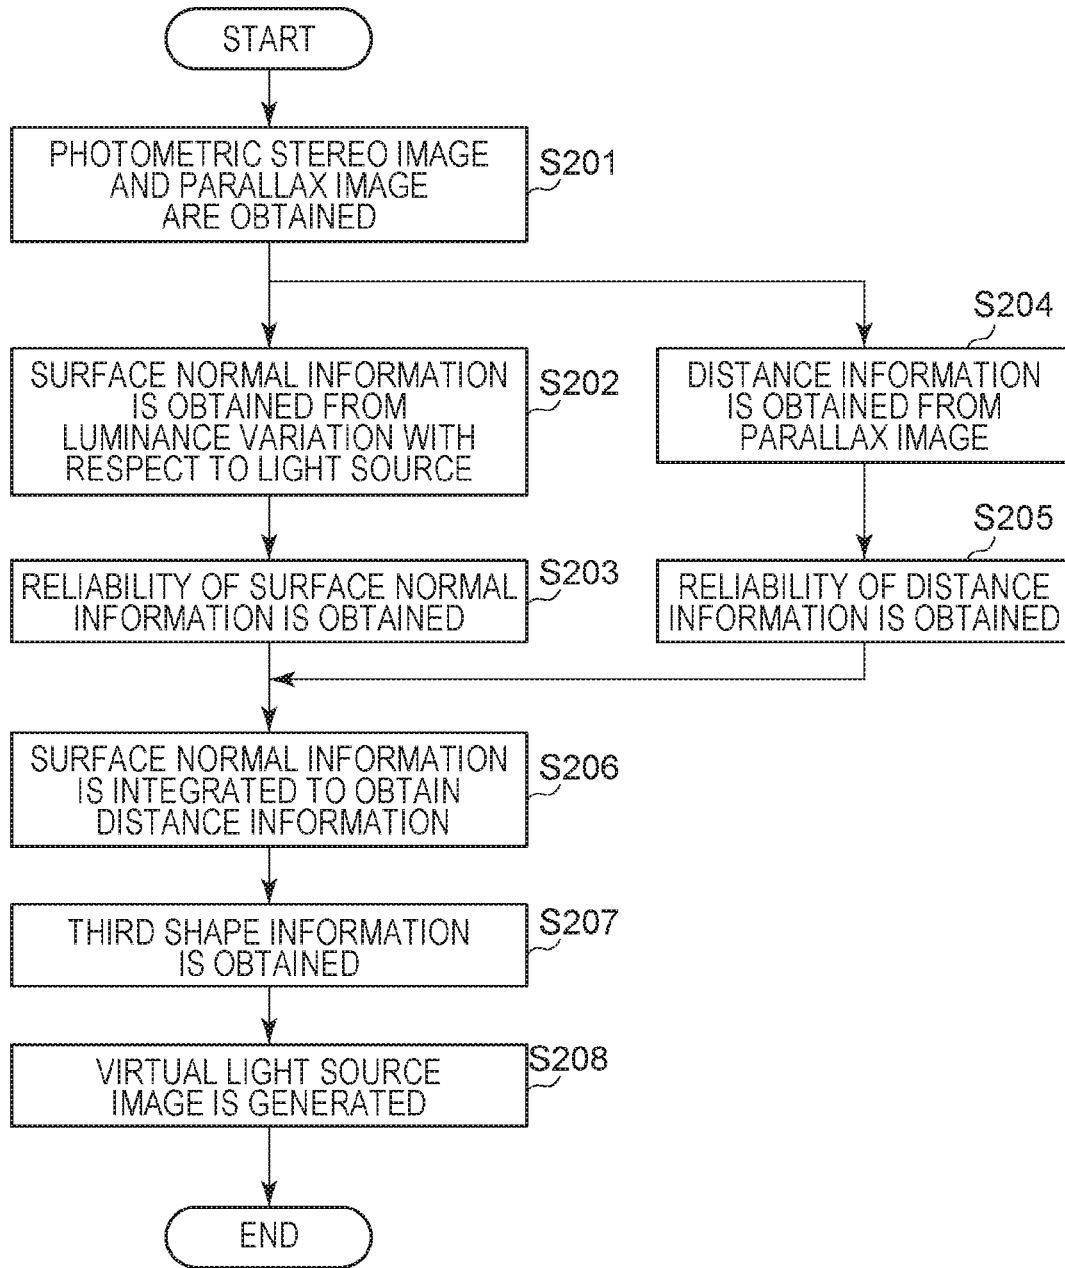 START
PHOTOMETRIC STEREO IMAGE
AND PARALLAX IMAGE
ARE OBTAINED
S201
SURFACE NORMAL INFORMATION
IS OBTAINED FROM
LUMINANCE VARIATION WITH
RESPECT TO LIGHT SOURCE
S202
S204
DISTANCE INFORMATION
IS OBTAINED FROM
PARALLAX IMAGE
RELIABILITY OF SURFACE NORMAL
INFORMATION IS OBTAINED
S203
S205
RELIABILITY OF DISTANCE
INFORMATION IS OBTAINED
SURFACE NORMAL INFORMATION
IS INTEGRATED TO OBTAIN
DISTANCE INFORMATION
S206
THIRD SHAPE INFORMATION
IS OBTAINED
S207
VIRTUAL LIGHT SOURCE
IMAGE IS GENERATED
S208
END